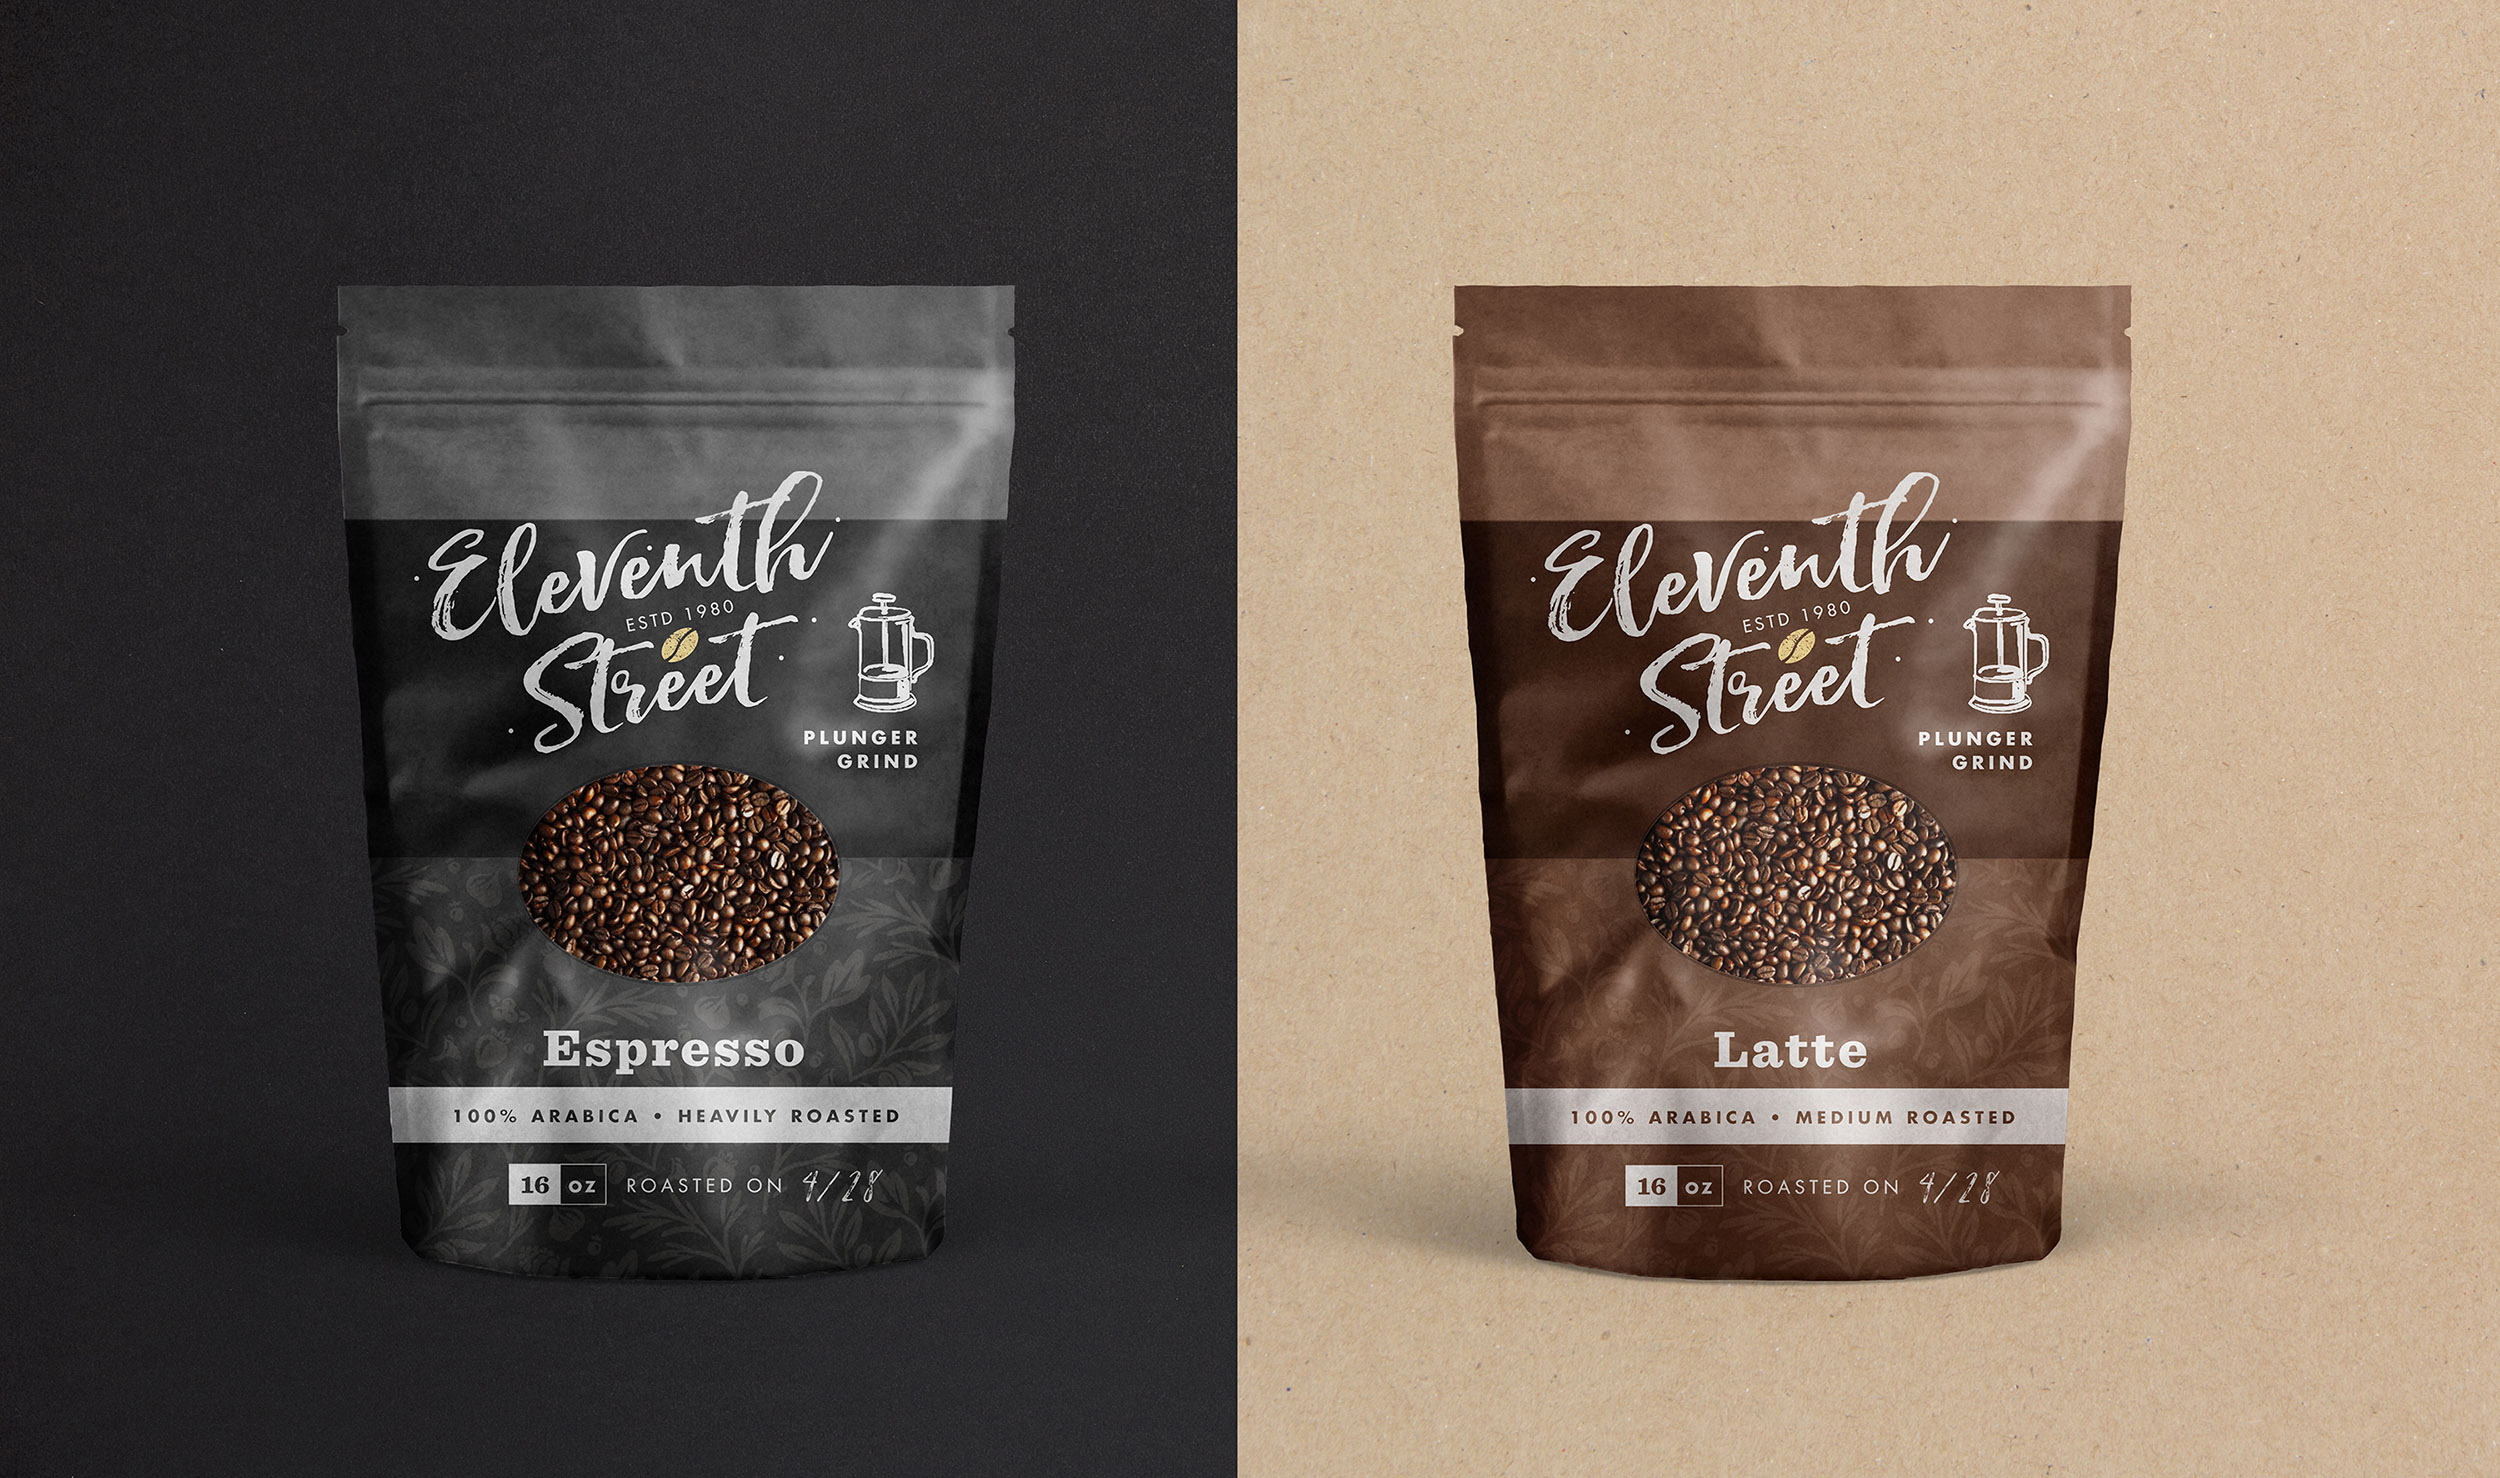 Eleventh
ESTD 1980
Street
PLUNGER
GRIND
Espresso
100% ARABICA • HEAVILY ROASTED
16 oz ROASTED ON 4/28
Eleventh
ESTD 1980
Street
PLUNGER
GRIND
Latte
100% ARABICA • MEDIUM ROASTED
16 oz ROASTED ON 4/28